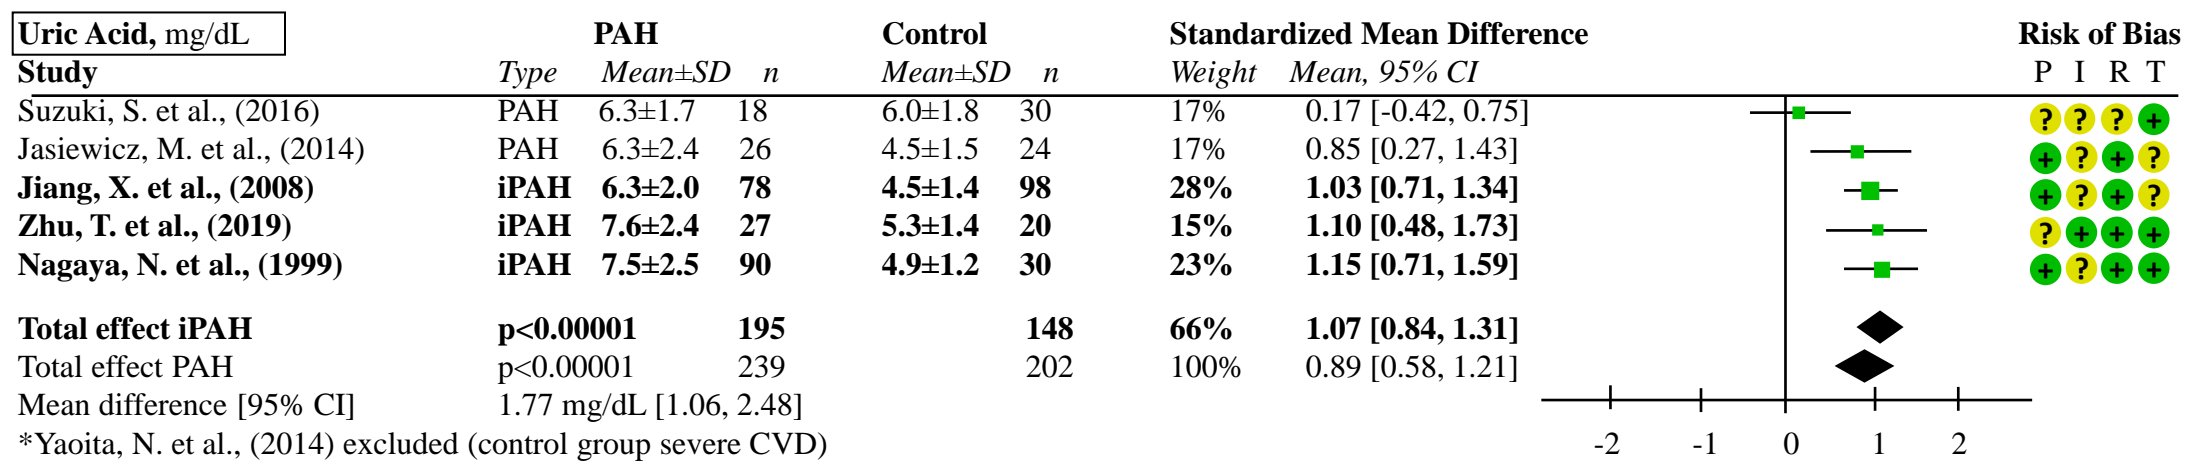 Uric Acid, mg/dL PAH Control Standardized Mean Difference Risk of Bias
Study Type Mean±SD n Mean±SD n Weight Mean, 95% CI P I R T
Suzuki, S. et al., (2016) PAH 6.3±1.7 18 6.0±1.8 30 17% 0.17 [-0.42, 0.75] ? ? ? +
Jasiewicz, M. et al., (2014) PAH 6.3±2.4 26 4.5±1.5 24 17% 0.85 [0.27, 1.43] + ? + ?
Jiang, X. et al., (2008) iPAH 6.3±2.0 78 4.5±1.4 98 28% 1.03 [0.71, 1.34] + ? + ?
Zhu, T. et al., (2019) iPAH 7.6±2.4 27 5.3±1.4 20 15% 1.10 [0.48, 1.73] ? + + +
Nagaya, N. et al., (1999) iPAH 7.5±2.5 90 4.9±1.2 30 23% 1.15 [0.71, 1.59] + ? + +
Total effect iPAH p<0.00001 195 148 66% 1.07 [0.84, 1.31]
Total effect PAH p<0.00001 239 202 100% 0.89 [0.58, 1.21]
Mean difference [95% CI] 1.77 mg/dL [1.06, 2.48]
*Yaoita, N. et al., (2014) excluded (control group severe CVD) -2 -1 0 1 2